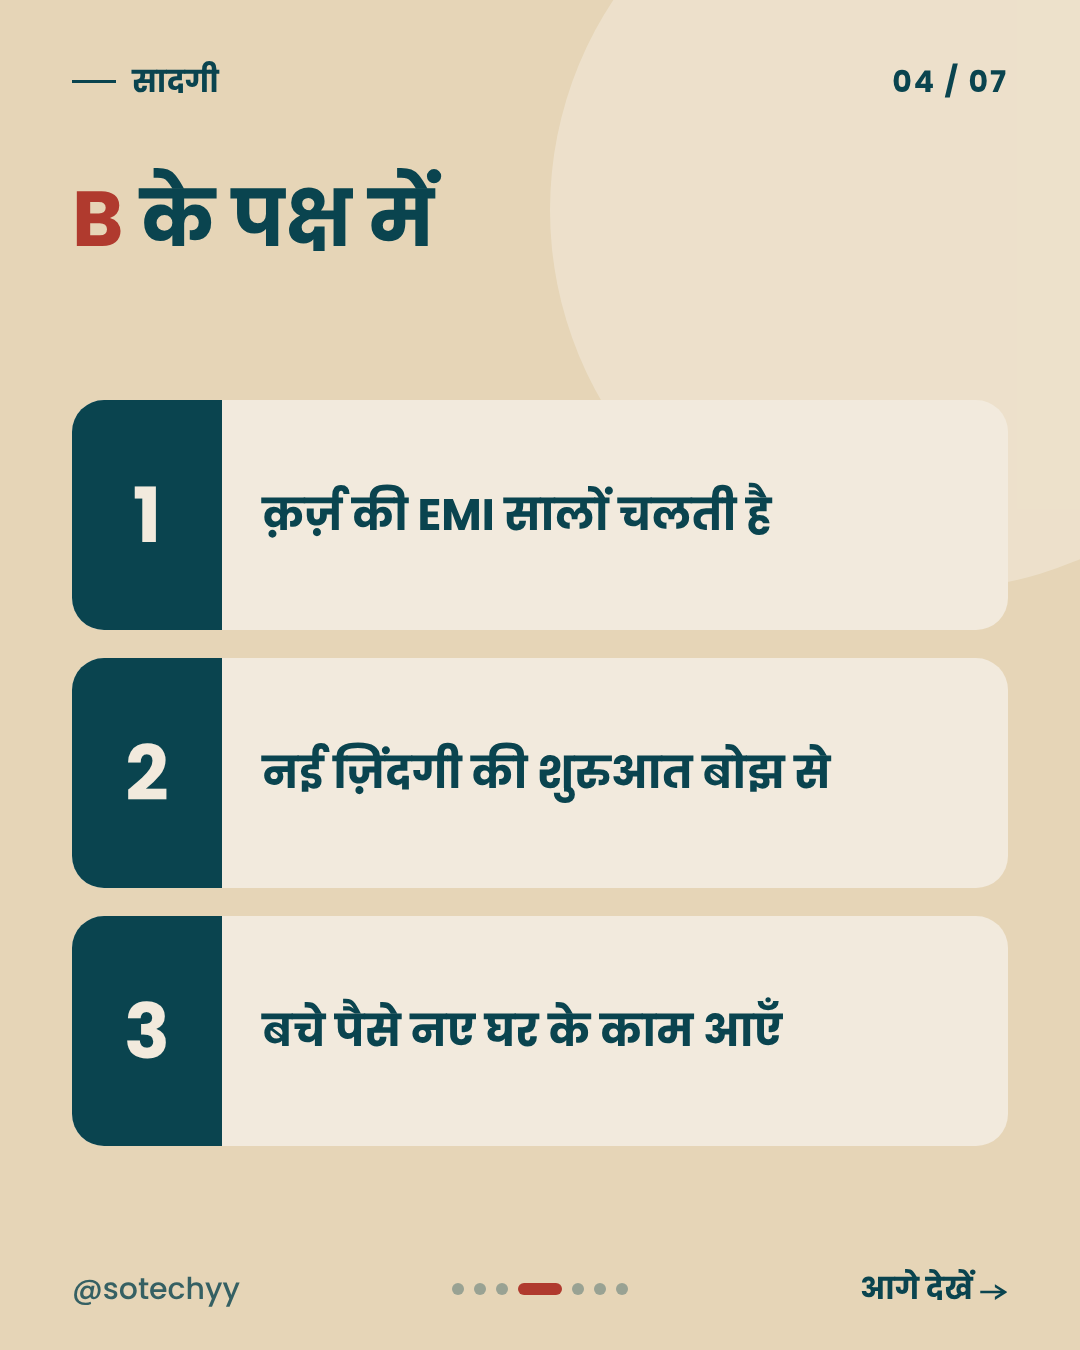 सादगी
04 / 07
B के पक्ष में
1
क़र्ज़ की EMI सालों चलती है
2
नई ज़िंदगी की शुरुआत बोझ से
3
बचे पैसे नए घर के काम आएँ
@sotechyy
आगे देखें →